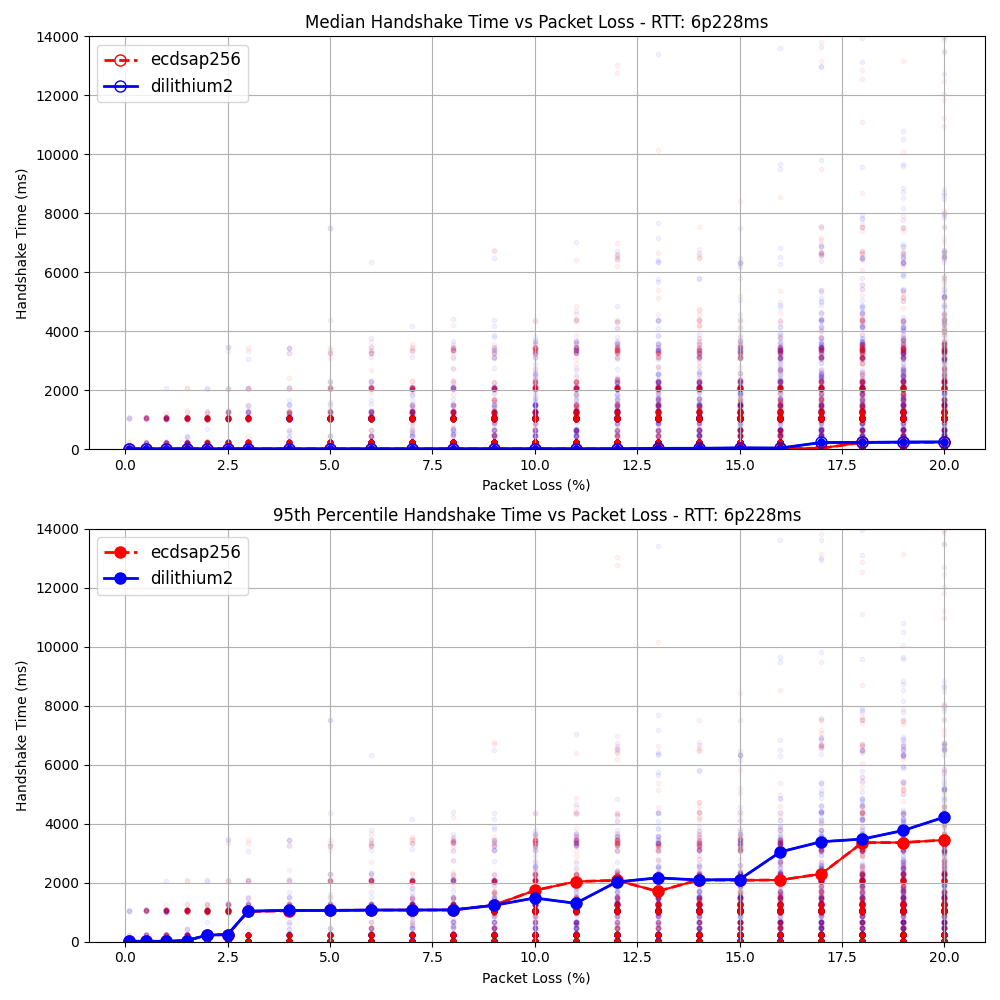 Median Handshake Time vs Packet Loss - RTT: 6p228ms
ecdsap256
dilithium2
Handshake Time (ms)
14000
12000
10000
8000
6000
4000
2000
0
0.0 2.5 5.0 7.5 10.0 12.5 15.0 17.5 20.0
Packet Loss (%)
95th Percentile Handshake Time vs Packet Loss - RTT: 6p228ms
ecdsap256
dilithium2
Handshake Time (ms)
14000
12000
10000
8000
6000
4000
2000
0
0.0 2.5 5.0 7.5 10.0 12.5 15.0 17.5 20.0
Packet Loss (%)